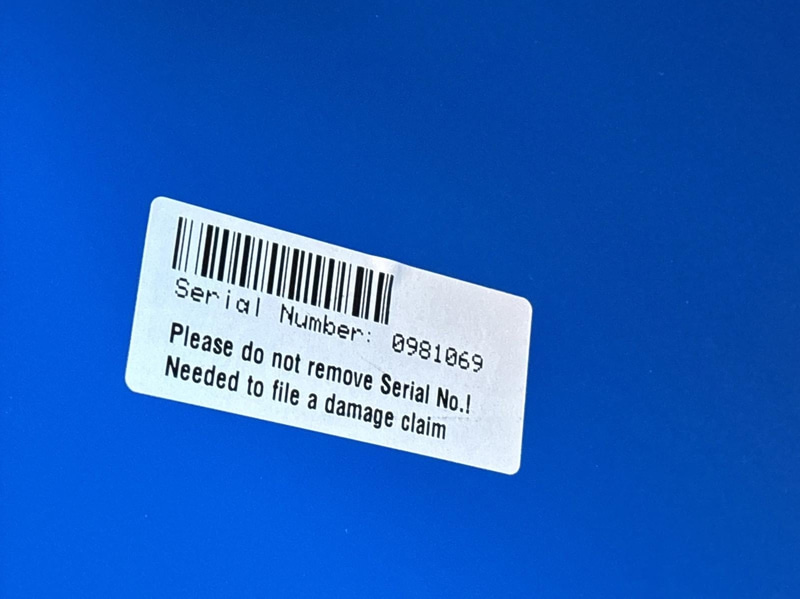 Serial Number: 0981069
Please do not remove Serial No.!
Needed to file a damage claim